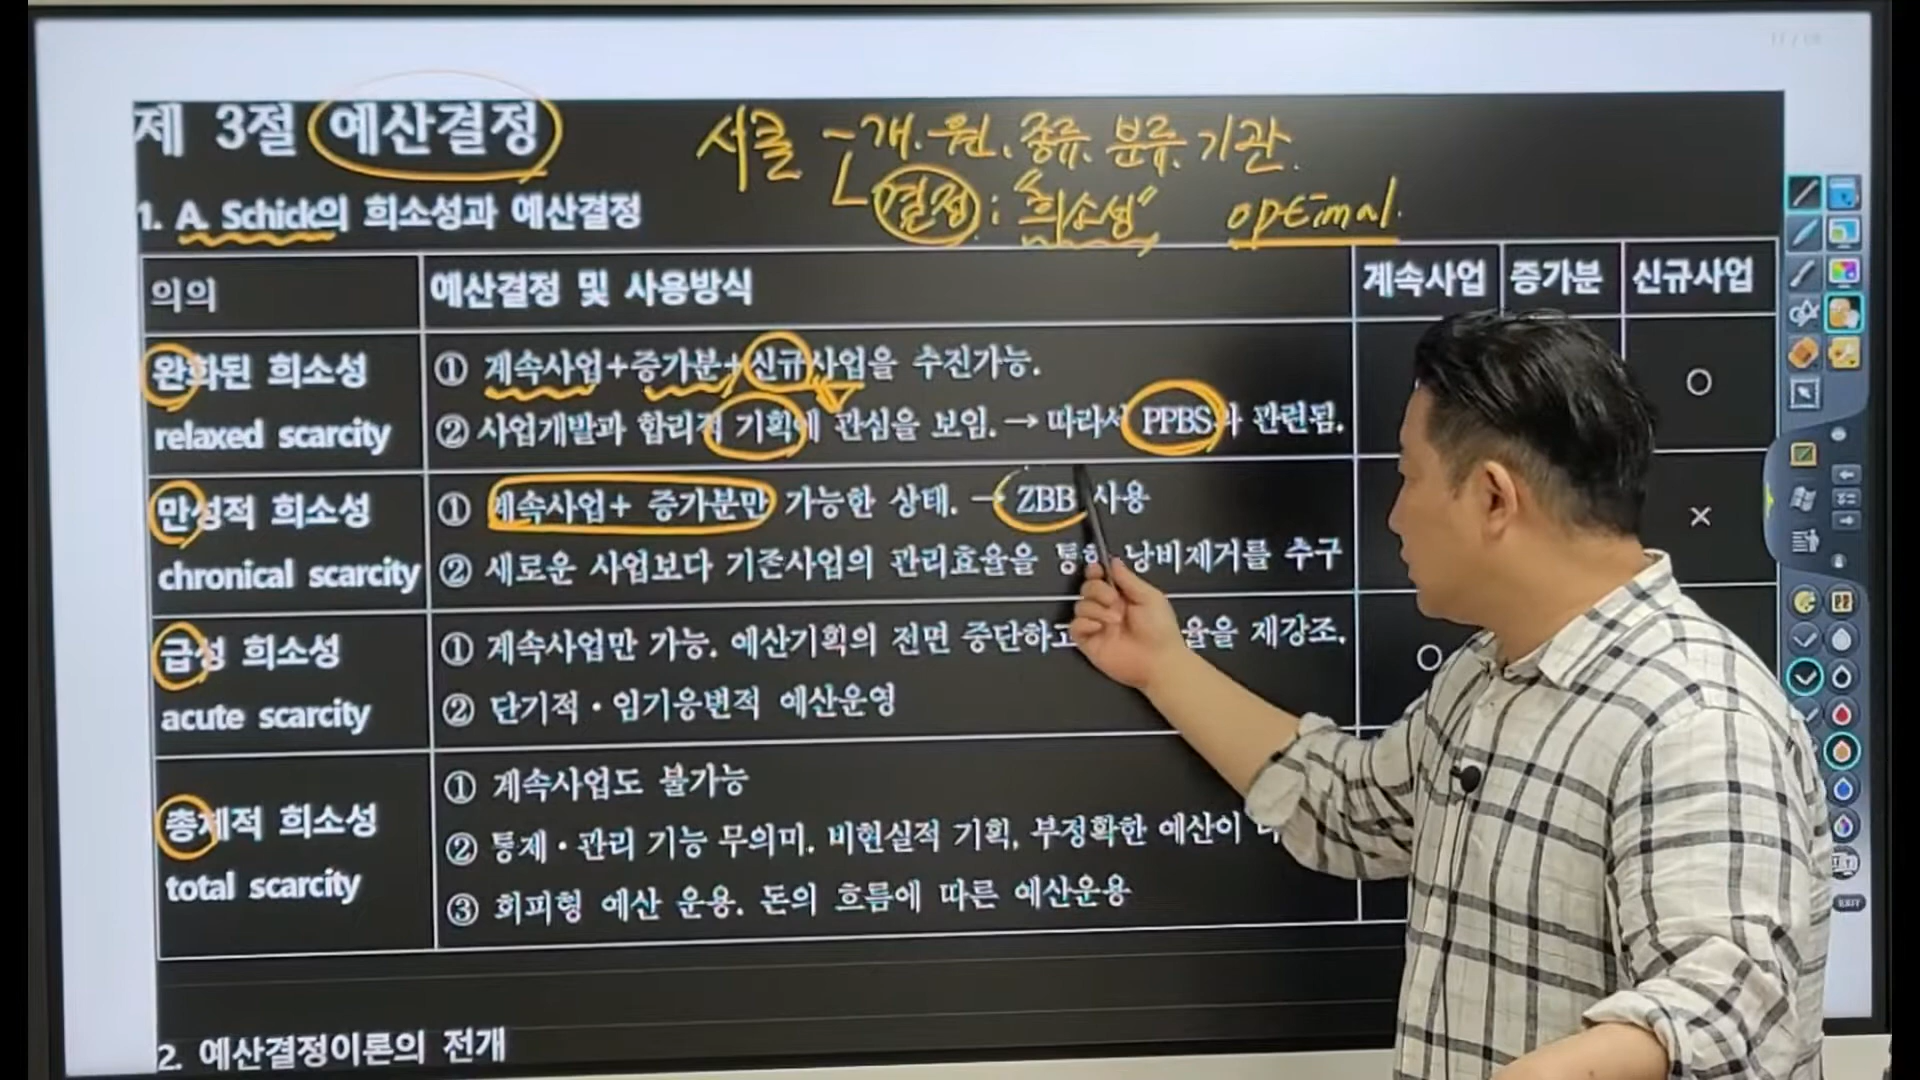 제 3절 예산결정
서클 - 개. 원. 종류. 분류. 기관.
결정 : "희소성" optimal.
1. A. Schick의 희소성과 예산결정
의의 예산결정 및 사용방식 계속사업 증가분 신규사업
완화된 희소성
relaxed scarcity
① 계속사업+증가분+신규사업을 추진가능.
② 사업개발과 합리적 기획에 관심을 보임. → 따라서 PPBS와 관련됨.
○
만성적 희소성
chronical scarcity
① 계속사업+ 증가분만 가능한 상태. → ZBB 사용
② 새로운 사업보다 기존사업의 관리효율을 통한 낭비제거를 추구
×
급성 희소성
acute scarcity
① 계속사업만 가능. 예산기획의 전면 중단하고 율을 재강조.
② 단기적・임기응변적 예산운영
○
총체적 희소성
total scarcity
① 계속사업도 불가능
② 통제・관리 기능 무의미. 비현실적 기획, 부정확한 예산이
③ 회피형 예산 운용. 돈의 흐름에 따른 예산운용
2. 예산결정이론의 전개
EXIT